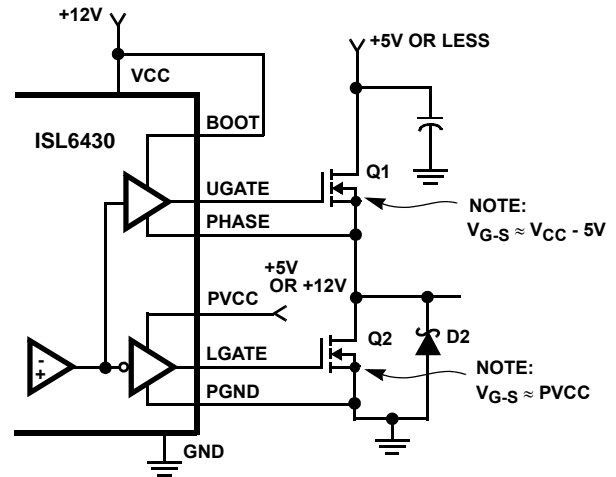 +12V
+5V OR LESS
VCC
BOOT
ISL6430
Q1
UGATE
NOTE:
VG-S ≈ VCC - 5V
PHASE
+5V
OR +12V
PVCC
Q2
D2
LGATE
NOTE:
VG-S ≈ PVCC
- 
+
PGND
GND